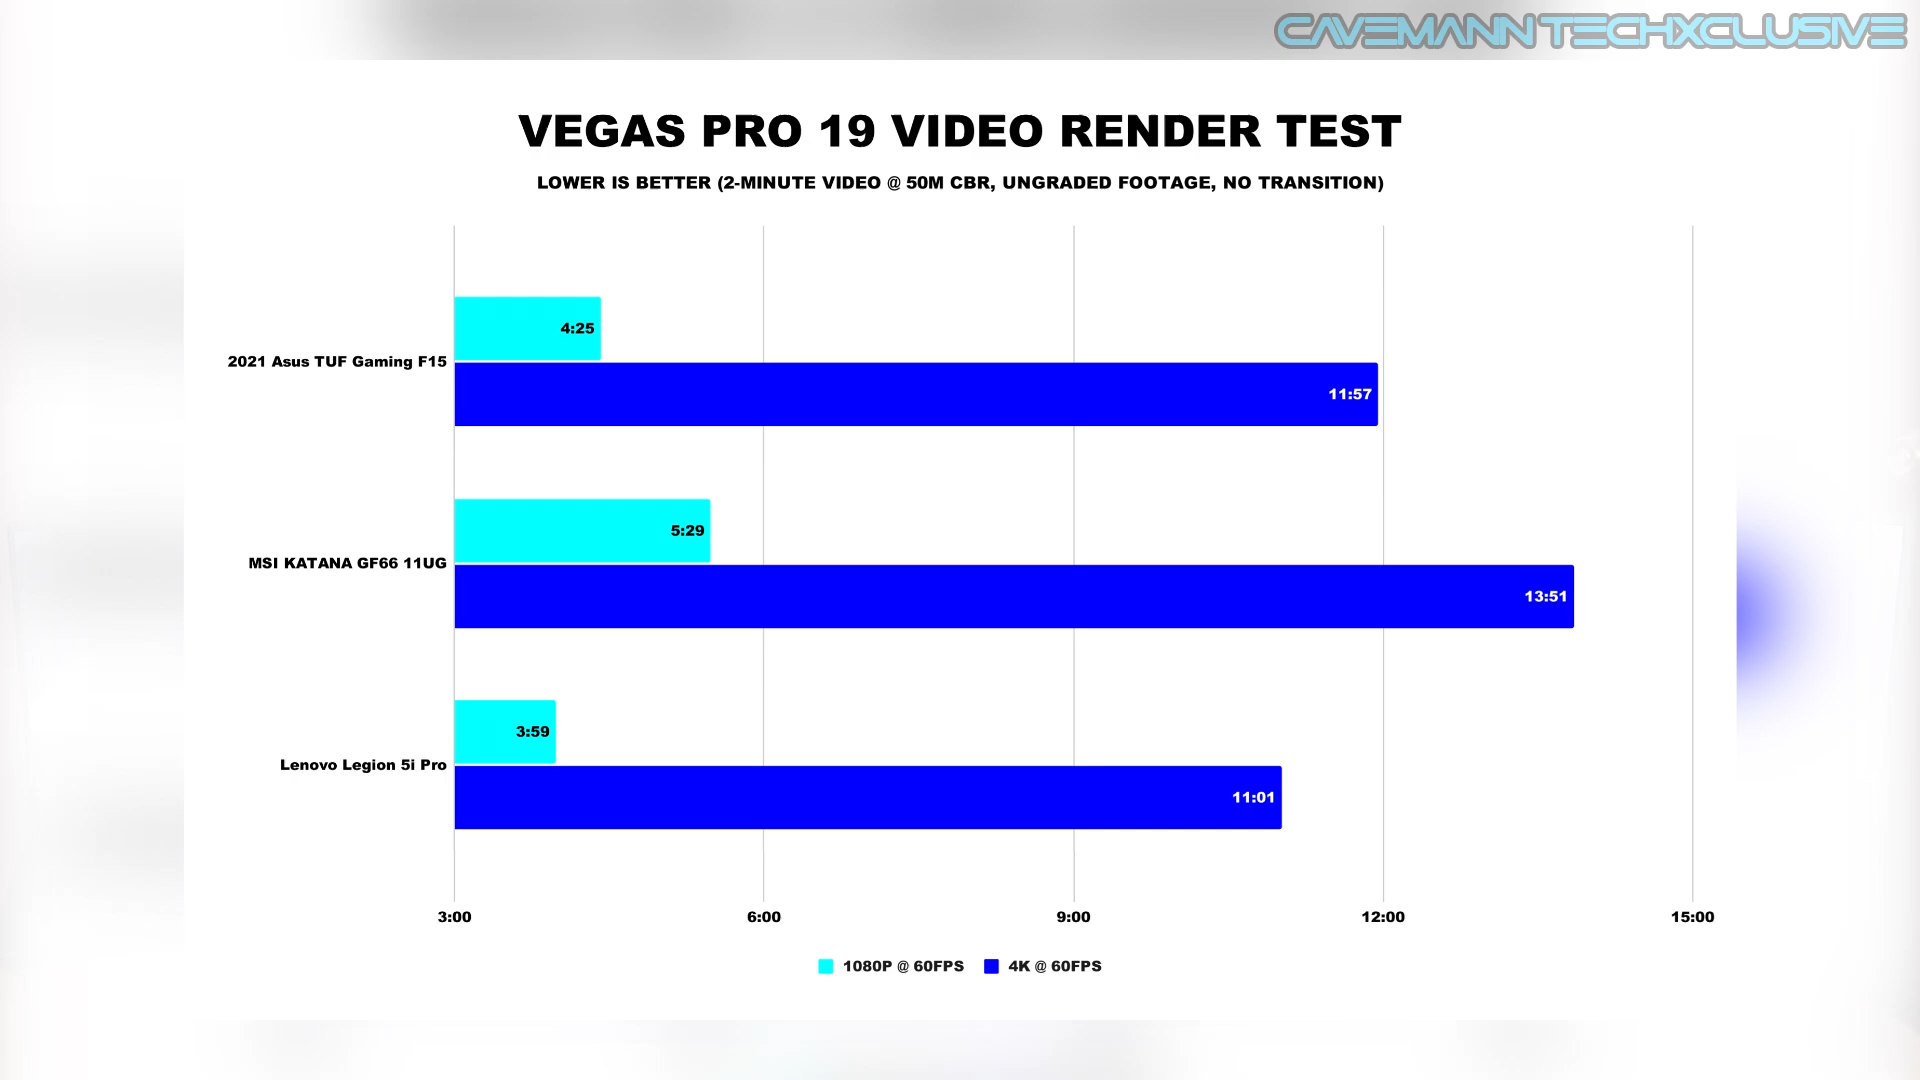 CAVEMANN TECHXCLUSIVE
VEGAS PRO 19 VIDEO RENDER TEST
LOWER IS BETTER (2-MINUTE VIDEO @ 50M CBR, UNGRADED FOOTAGE, NO TRANSITION)
4:25
2021 Asus TUF Gaming F15
11:57
5:29
MSI KATANA GF66 11UG
13:51
3:59
Lenovo Legion 5i Pro
11:01
3:00 6:00 9:00 12:00 15:00
1080P @ 60FPS 4K @ 60FPS